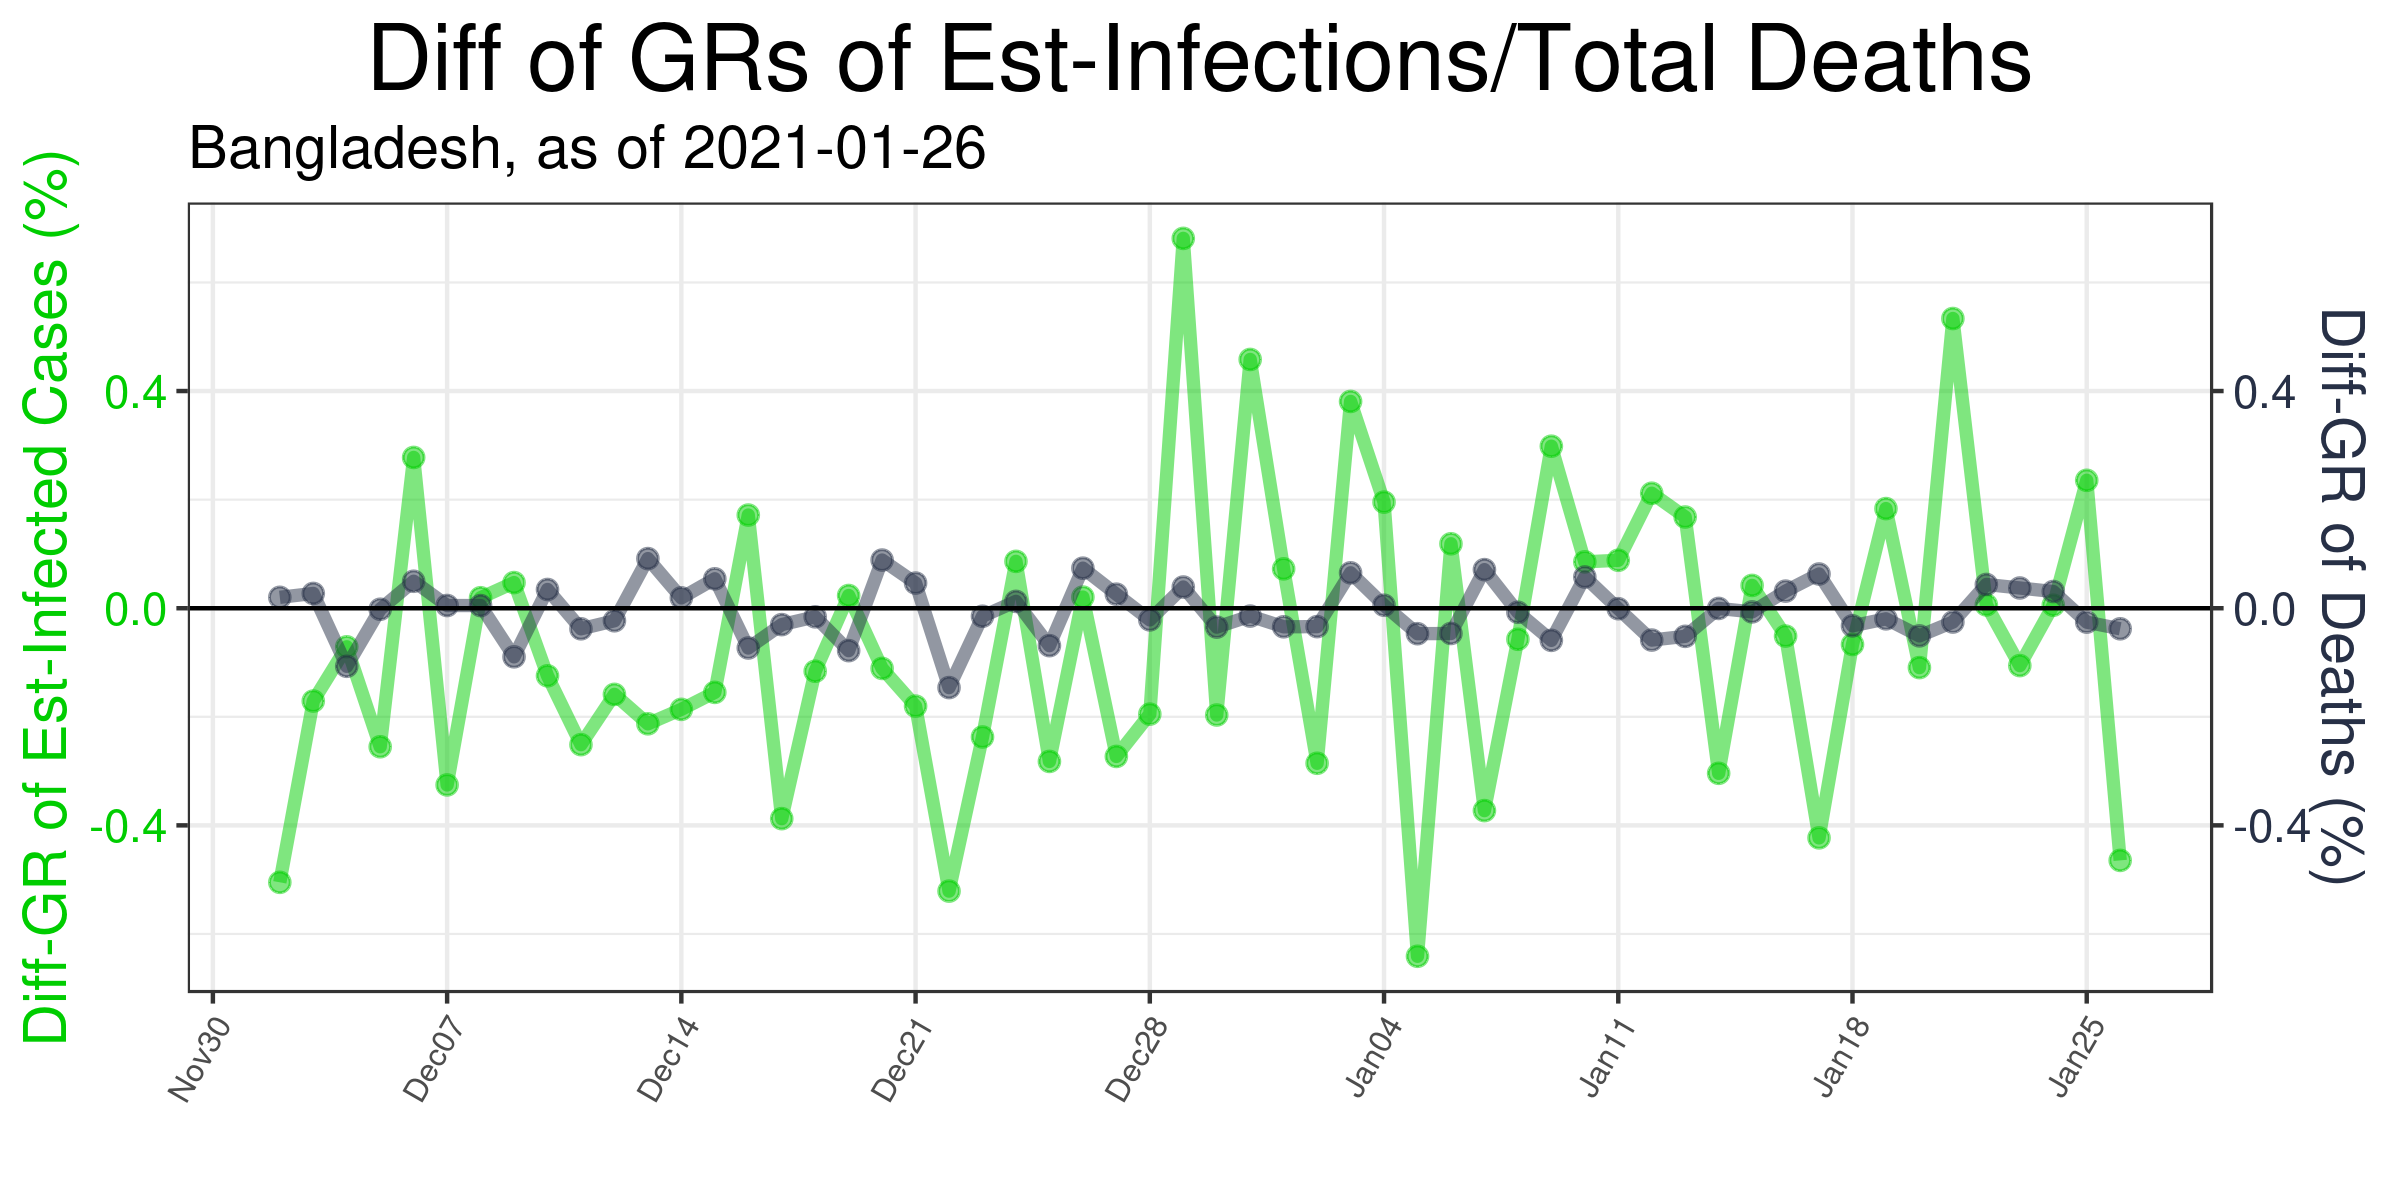 Diff of GRs of Est-Infections/Total Deaths
Bangladesh, as of 2021-01-26
Diff-GR of Est-Infected Cases (%)
0.4
0.0
-0.4
0.4
0.0
-0.4
Diff-GR of Deaths (%)
Nov30
Dec07
Dec14
Dec21
Dec28
Jan04
Jan11
Jan18
Jan25